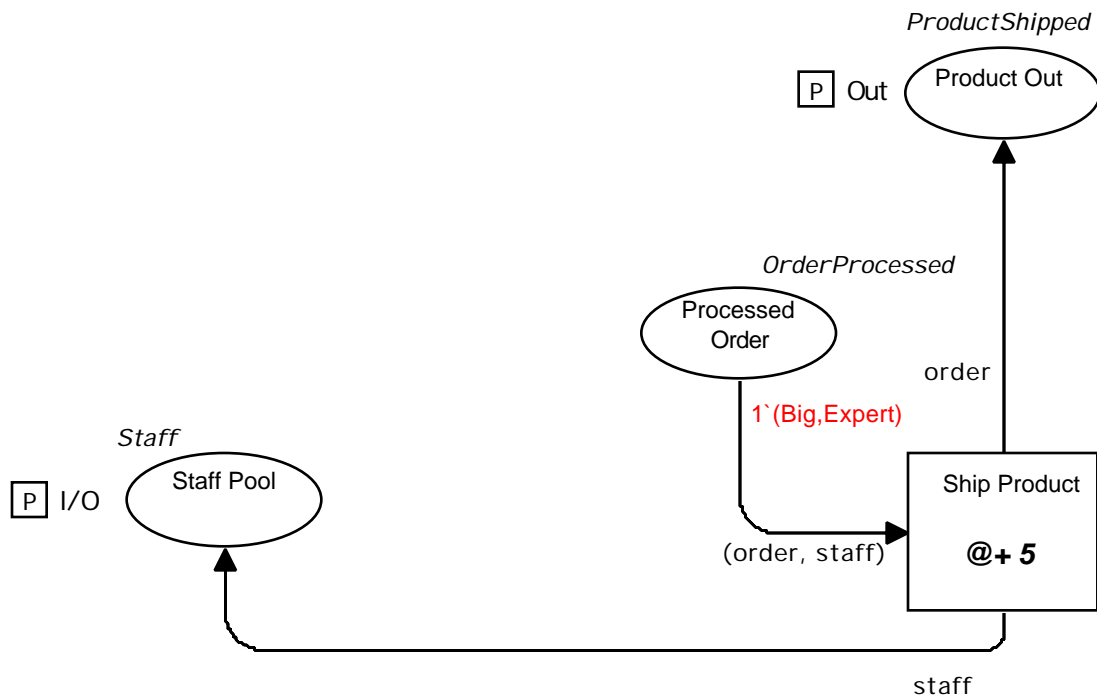 ProductShipped
Product Out
P Out
OrderProcessed
Processed
Order
order
1`(Big,Expert)
Staff
Staff Pool
P I/O
Ship Product
(order, staff)
@+ 5
staff